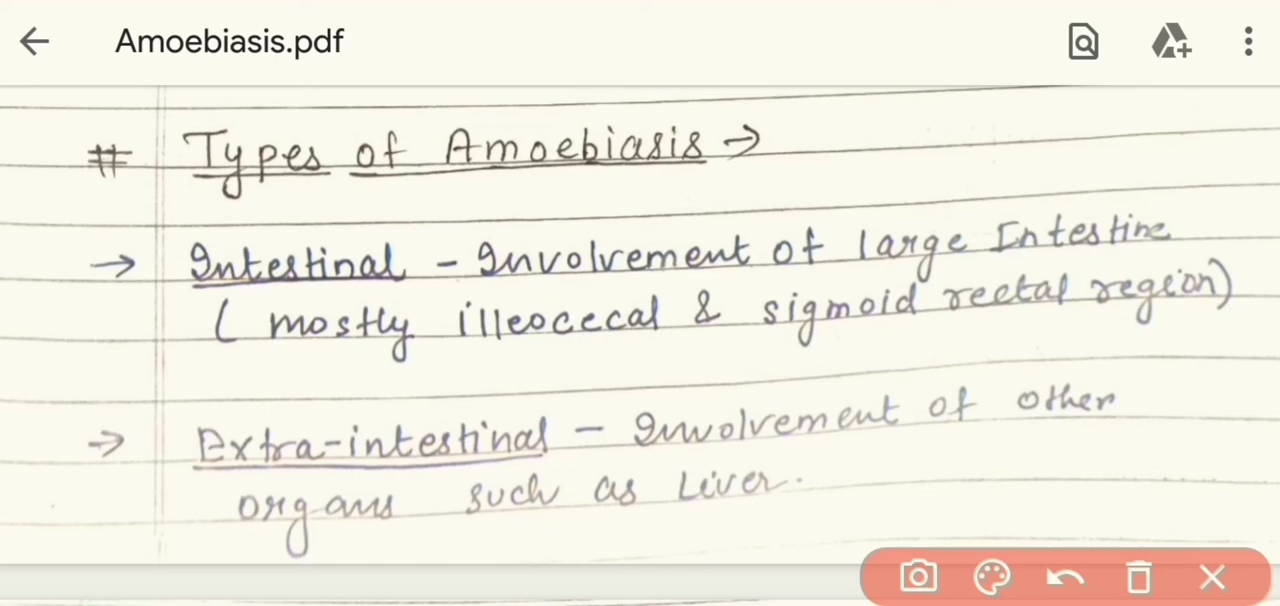 Amoebiasis.pdf
# Types of Amoebiasis →
→ Intestinal - Involvement of large Intestine
( mostly illeocecal & sigmoid rectal region)
→ Extra-intestinal - Involvement of other
organs such as Liver.